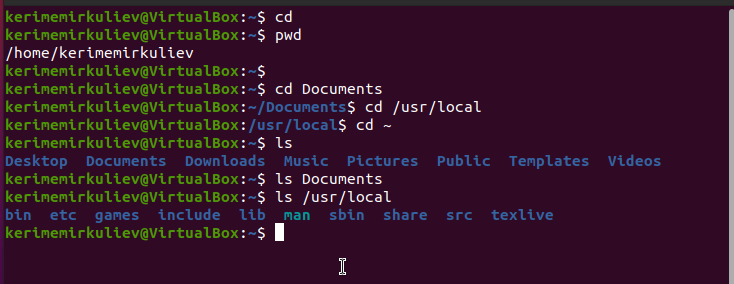 kerimemirkuliev@VirtualBox:~$ cd
kerimemirkuliev@VirtualBox:~$ pwd
/home/kerimemirkuliev
kerimemirkuliev@VirtualBox:~$
kerimemirkuliev@VirtualBox:~$ cd Documents
kerimemirkuliev@VirtualBox:~/Documents$ cd /usr/local
kerimemirkuliev@VirtualBox:/usr/local$ cd ~
kerimemirkuliev@VirtualBox:~$ ls
Desktop  Documents  Downloads  Music  Pictures  Public  Templates  Videos
kerimemirkuliev@VirtualBox:~$ ls Documents
kerimemirkuliev@VirtualBox:~$ ls /usr/local
bin  etc  games  include  lib  man  sbin  share  src  texlive
kerimemirkuliev@VirtualBox:~$